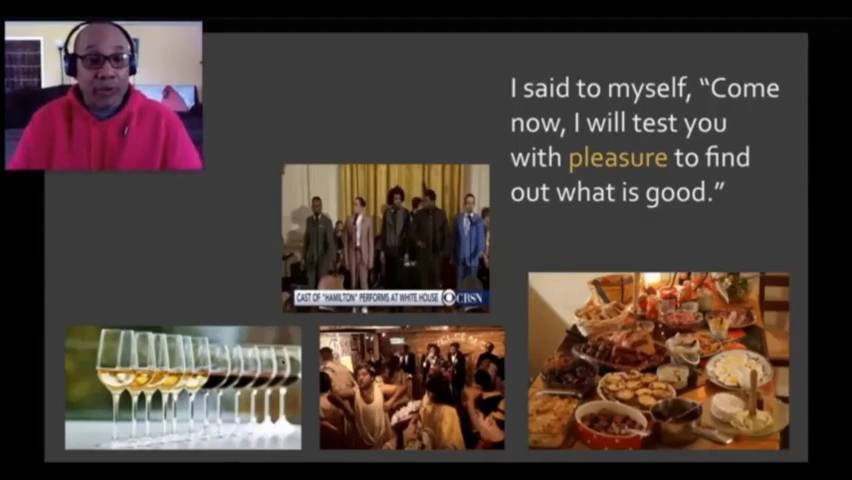 I said to myself, “Come
now, I will test you
with pleasure to find
out what is good.”
CAST OF "HAMILTON" PERFORMS AT WHITE HOUSE CBSN